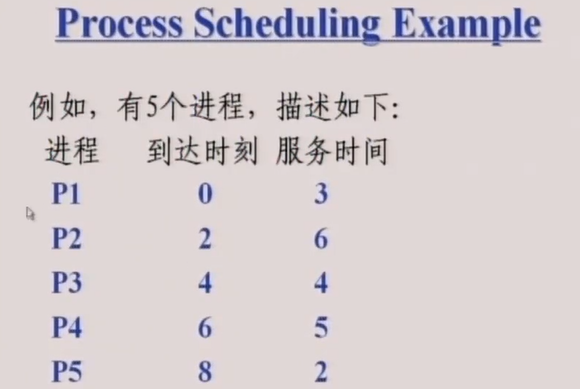 Process Scheduling Example
例如，有5个进程，描述如下：
进程 到达时刻 服务时间
P1 0 3
P2 2 6
P3 4 4
P4 6 5
P5 8 2